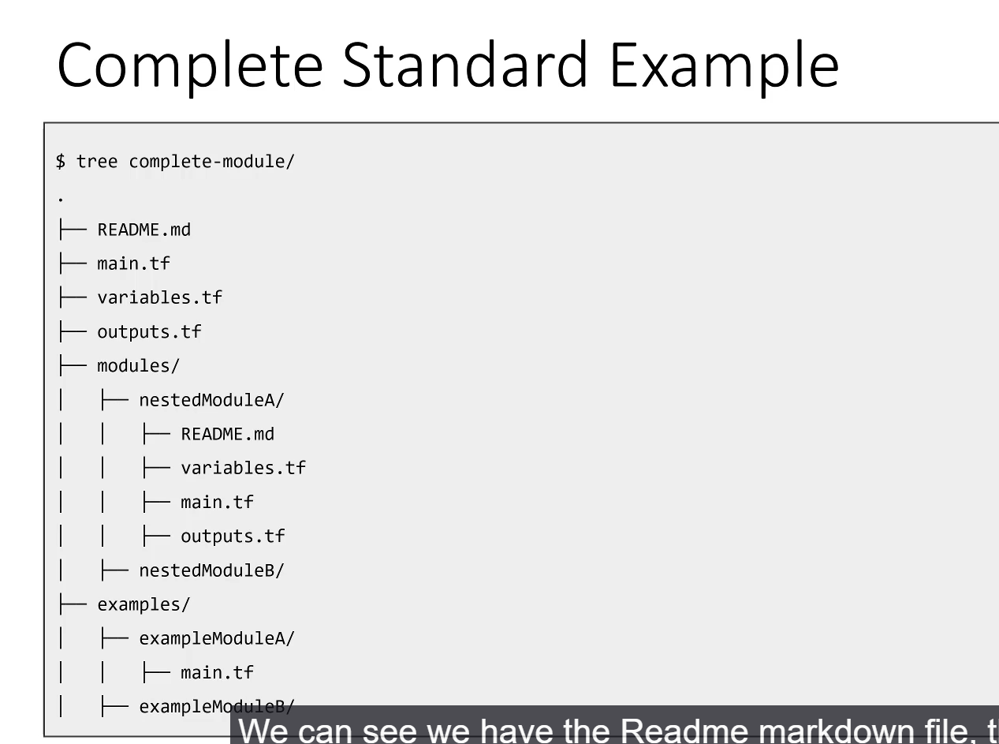 Complete Standard Example
$ tree complete-module/
.
├── README.md
├── main.tf
├── variables.tf
├── outputs.tf
├── modules/
│   ├── nestedModuleA/
│   │   ├── README.md
│   │   ├── variables.tf
│   │   ├── main.tf
│   │   ├── outputs.tf
│   ├── nestedModuleB/
├── examples/
│   ├── exampleModuleA/
│   │   ├── main.tf
│   ├── exampleModuleB/
We can see we have the Readme markdown file,